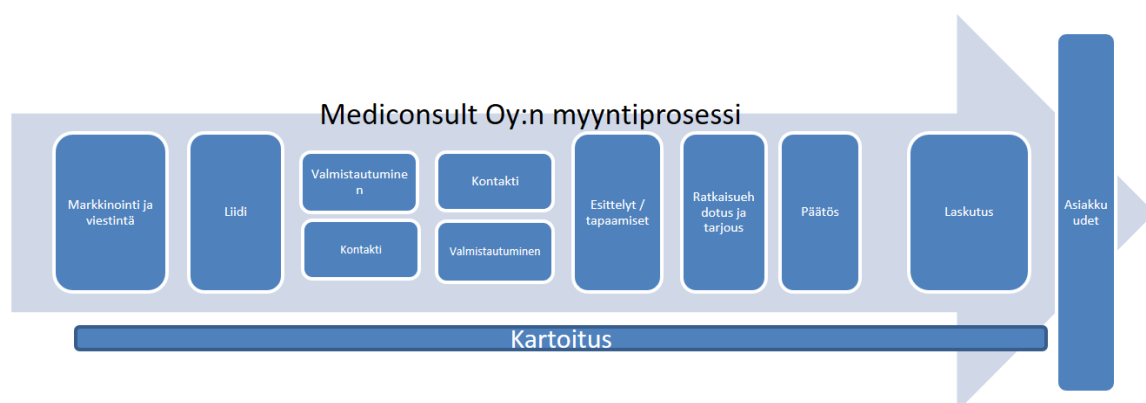 Mediconsult Oy:n myyntiprosessi
Markkinointi ja
viestintä
Liidi
Valmistautumine
n
Kontakti
Kontakti
Valmistautuminen
Esittelyt /
tapaamiset
Ratkaisueh
dotus ja
tarjous
Päätös
Laskutus
Asiakku
udet
Kartoitus